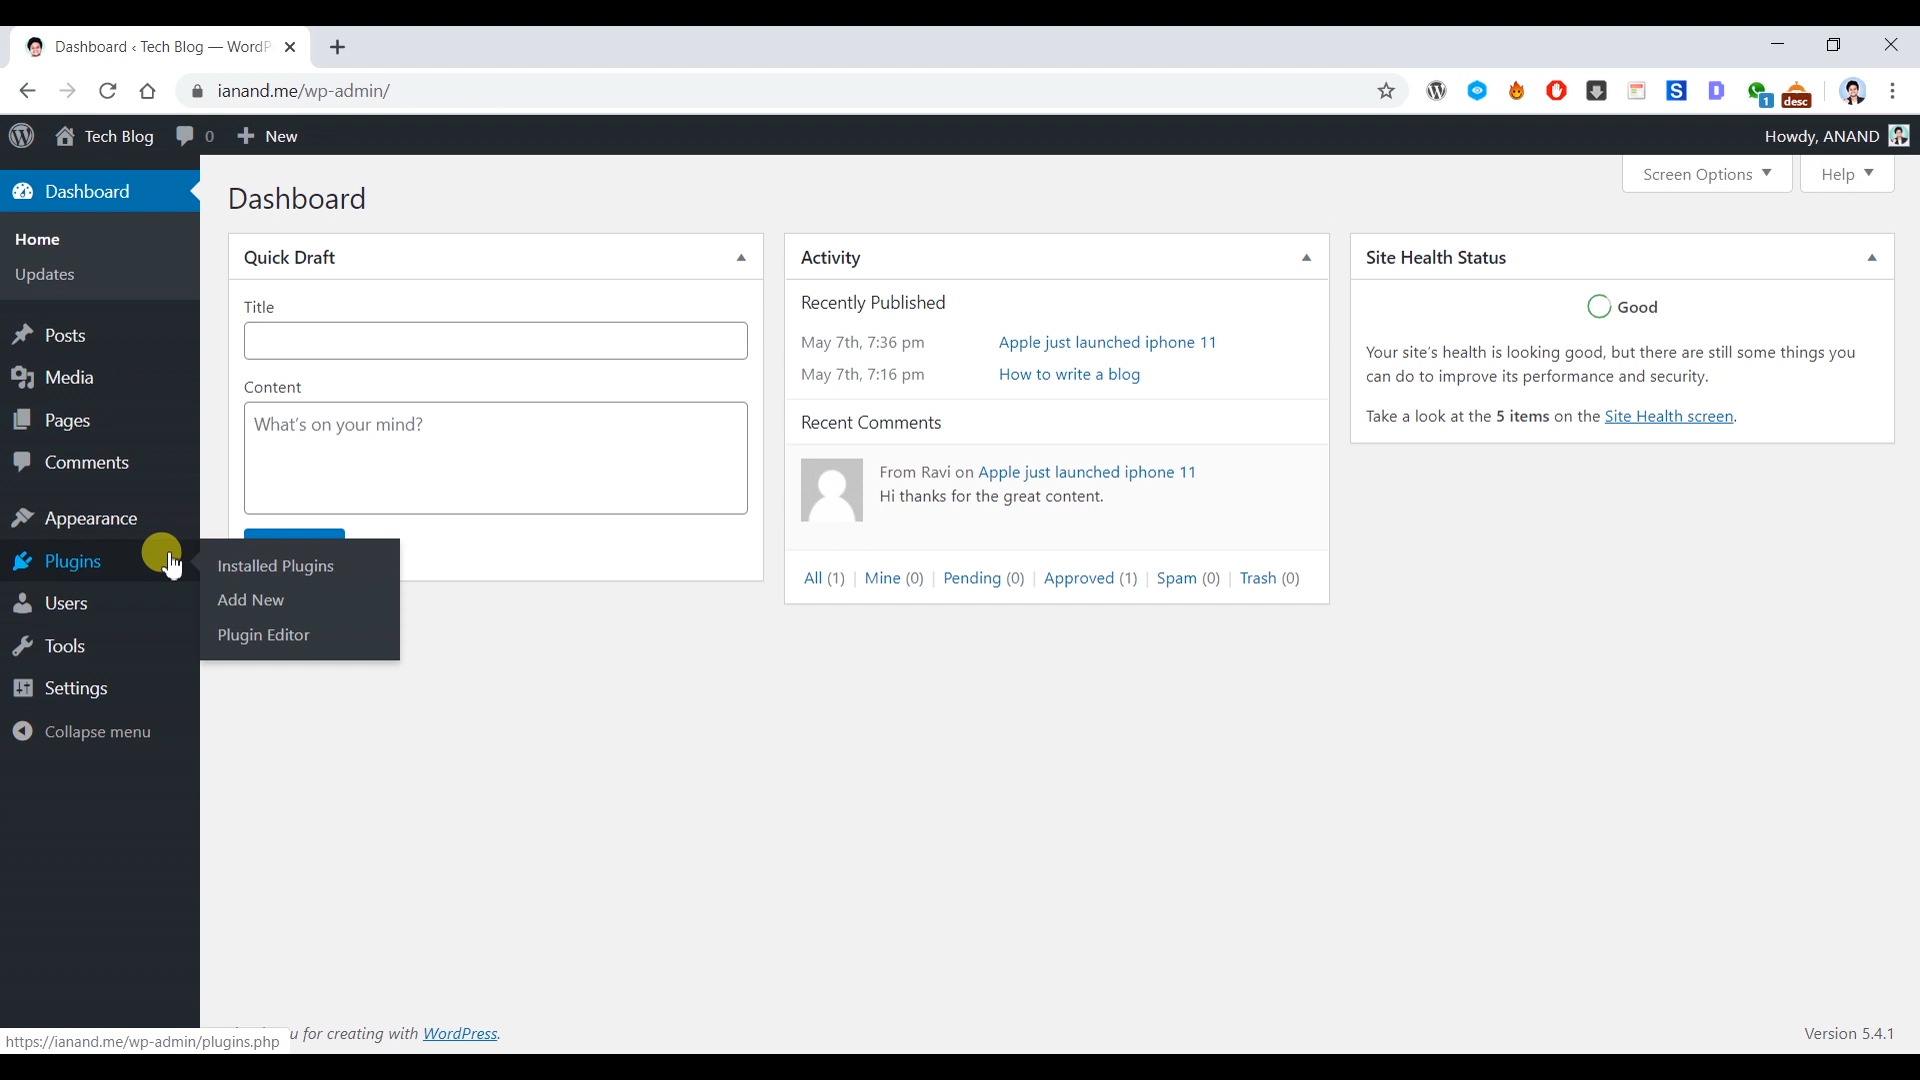 Dashboard ‹ Tech Blog — WordP
ianand.me/wp-admin/
1
desc
Tech Blog
0
New
Howdy, ANAND
Screen Options
Help
Dashboard
Home
Updates
Posts
Media
Pages
Comments
Appearance
Plugins
Users
Tools
Settings
Collapse menu
Installed Plugins
Add New
Plugin Editor
Dashboard
Quick Draft
Title
Content
What's on your mind?
Activity
Recently Published
May 7th, 7:36 pm Apple just launched iphone 11
May 7th, 7:16 pm How to write a blog
Recent Comments
From Ravi on Apple just launched iphone 11
Hi thanks for the great content.
All (1) | Mine (0) | Pending (0) | Approved (1) | Spam (0) | Trash (0)
Site Health Status
Good
Your site's health is looking good, but there are still some things you
can do to improve its performance and security.
Take a look at the 5 items on the Site Health screen.
u for creating with WordPress.
Version 5.4.1
https://ianand.me/wp-admin/plugins.php